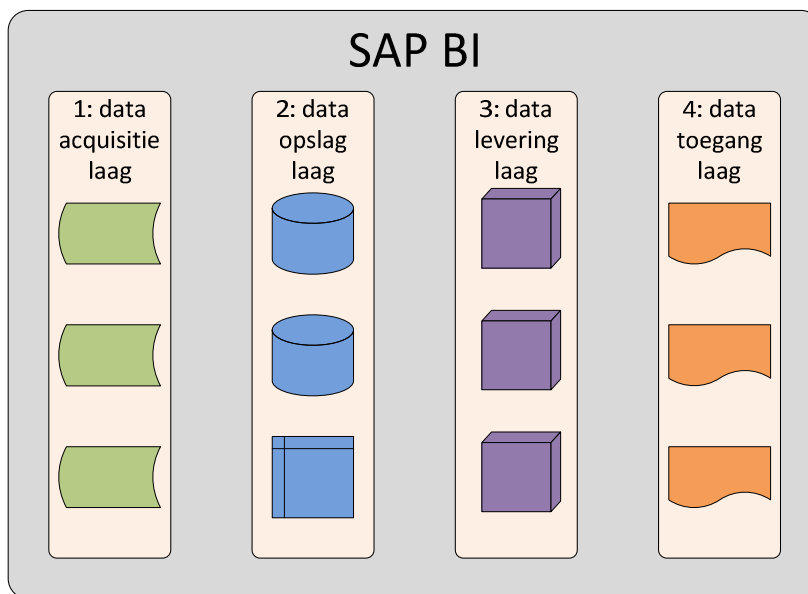 SAP BI
1: data
acquisitie
laag
2: data
opslag
laag
3: data
levering
laag
4: data
toegang
laag